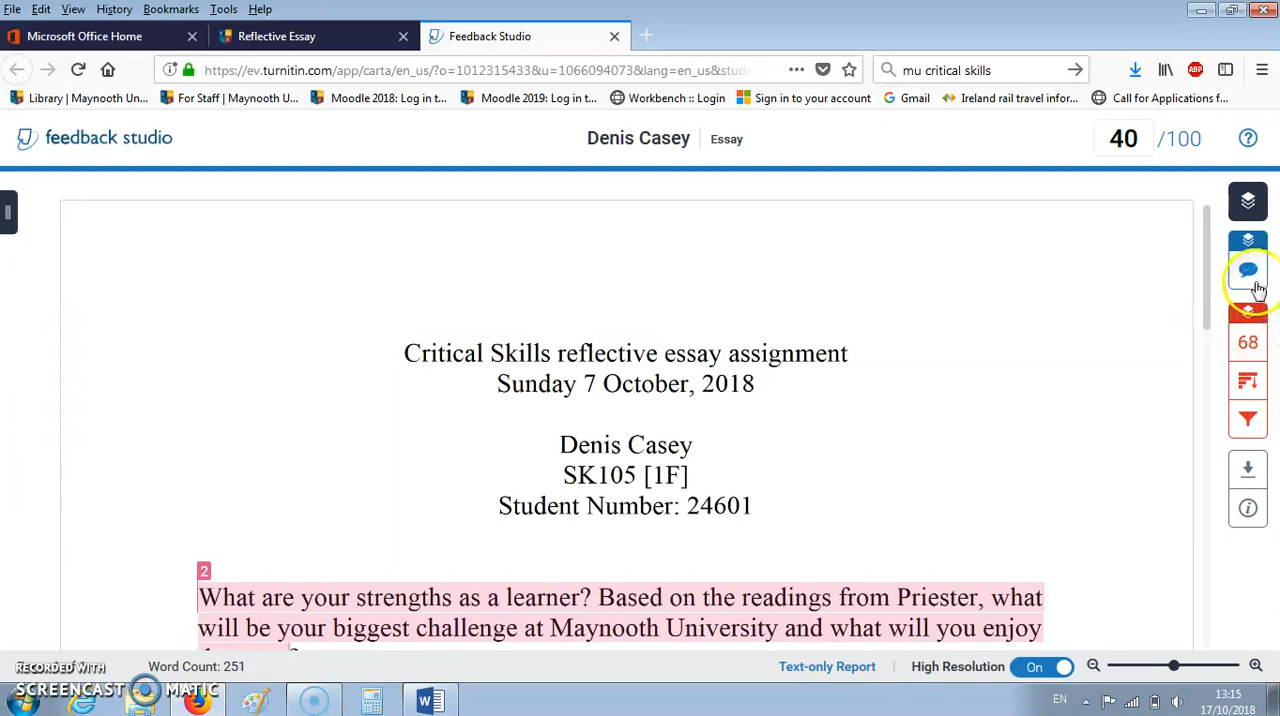 File Edit View History Bookmarks Tools Help
Microsoft Office Home
Reflective Essay
Feedback Studio
https://ev.turnitin.com/app/carta/en_us/?o=1012315433&u=1066094073&lang=en_us&stude
mu critical skills
ABP
Library | Maynooth Un...
For Staff | Maynooth U...
Moodle 2018: Log in t...
Moodle 2019: Log in t...
Workbench :: Login
Sign in to your account
Gmail
Ireland rail travel infor...
Call for Applications f...
feedback studio
Denis Casey
Essay
40 /100
68
Critical Skills reflective essay assignment
Sunday 7 October, 2018
Denis Casey
SK105 [1F]
Student Number: 24601
2
What are your strengths as a learner? Based on the readings from Priester, what
will be your biggest challenge at Maynooth University and what will you enjoy
Word Count: 251
Text-only Report
High Resolution
On
RECORDED WITH
SCREENCAST MATIC
EN
13:15
17/10/2018